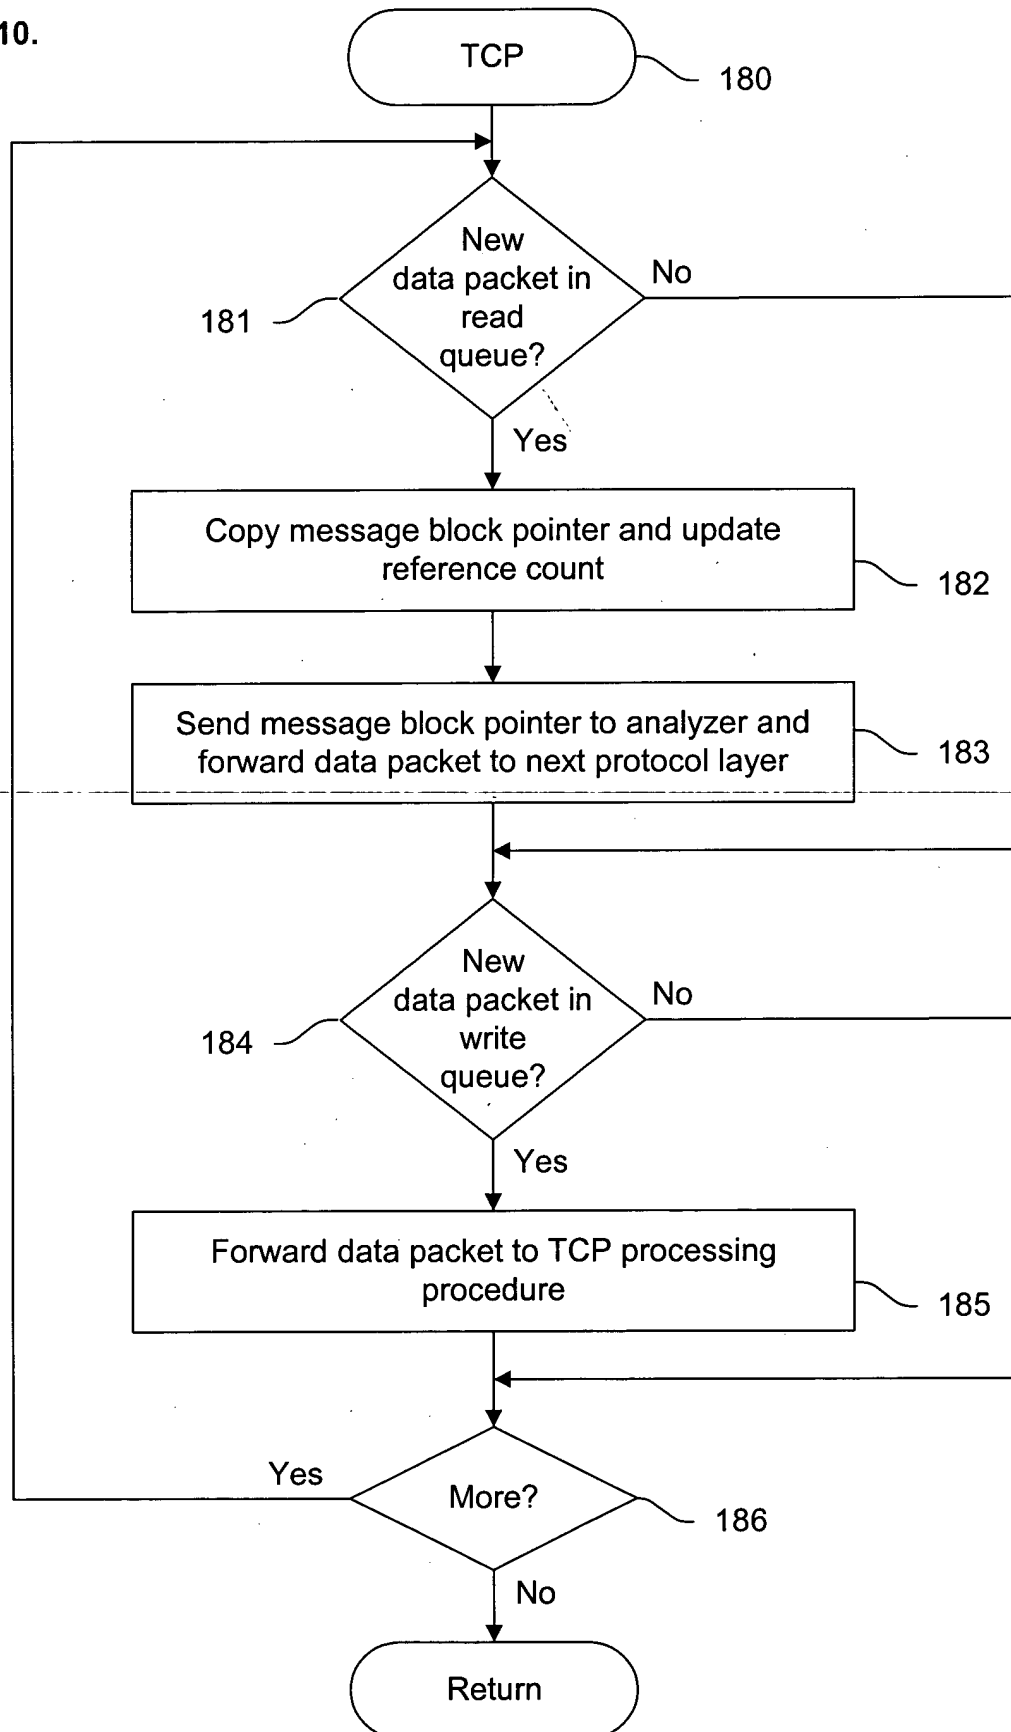 10.
TCP
180
New
data packet in
read
queue?
No
181
Yes
Copy message block pointer and update
reference count
182
Send message block pointer to analyzer and
forward data packet to next protocol layer
183
New
data packet in
write
queue?
No
184
Yes
Forward data packet to TCP processing
procedure
185
Yes
More?
186
No
Return